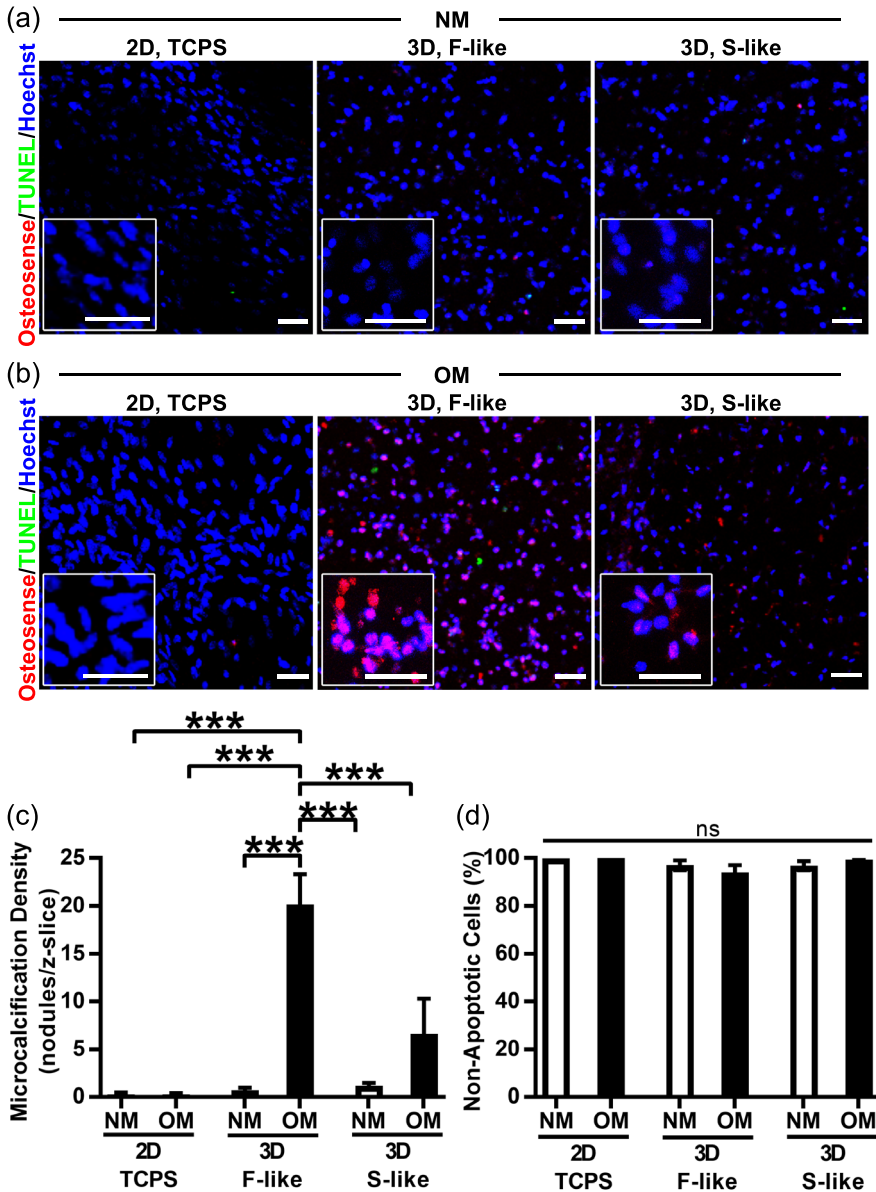 (a)
NM
2D, TCPS 3D, F-like 3D, S-like
Osteosense/TUNEL/Hoechst
(b)
OM
2D, TCPS 3D, F-like 3D, S-like
Osteosense/TUNEL/Hoechst
(c)
***
***
***
***
***
Microcalcification Density
(nodules/z-slice)
25
20
15
10
5
0
NM OM NM OM NM OM
2D 3D 3D
TCPS F-like S-like
(d)
ns
Non-Apoptotic Cells (%)
100
80
60
40
20
0
NM OM NM OM NM OM
2D 3D 3D
TCPS F-like S-like